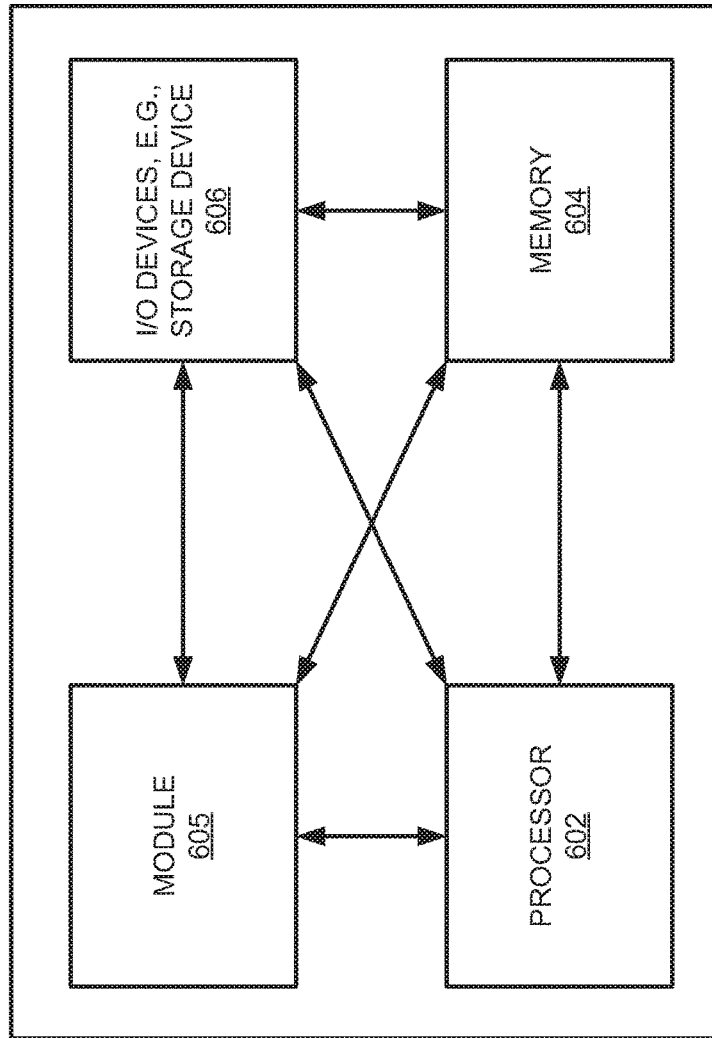 MODULE
605
I/O DEVICES, E.G.,
STORAGE DEVICE
606
PROCESSOR
602
MEMORY
604